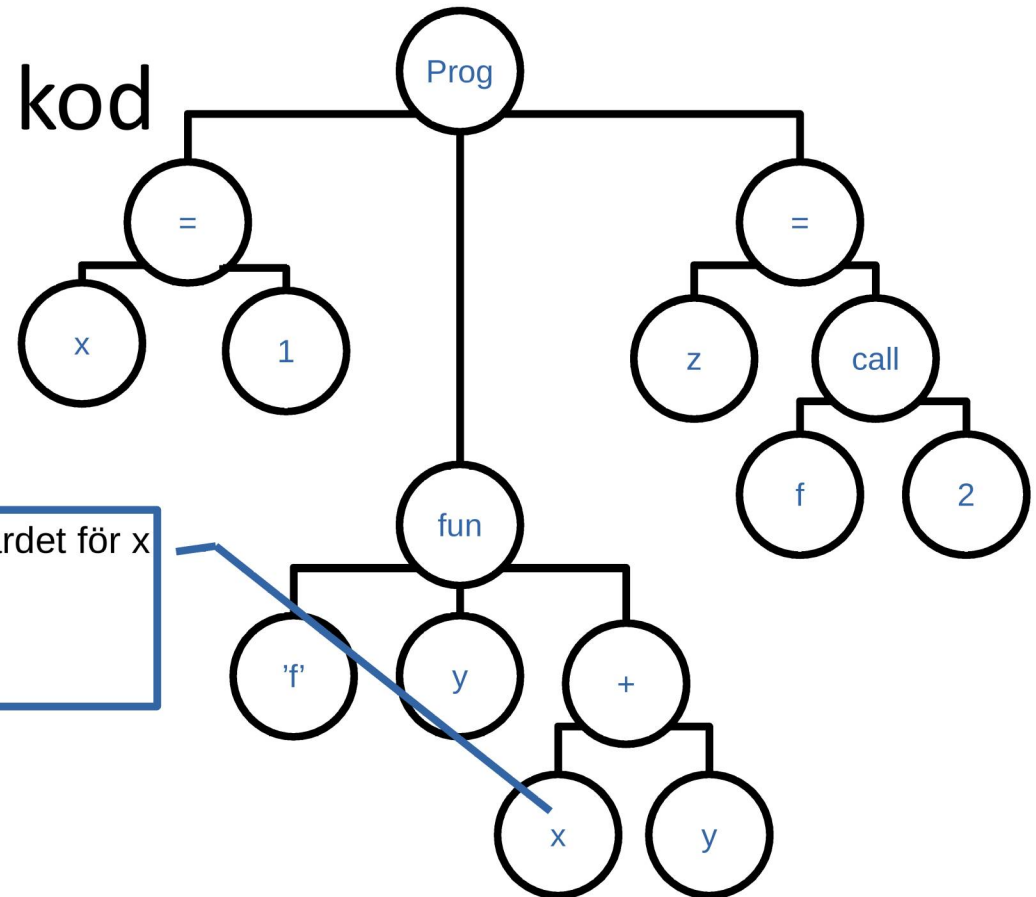 kod
Prog
=
=
x
1
z
call
f
2
rdet för x
fun
’f’
y
+
x
y